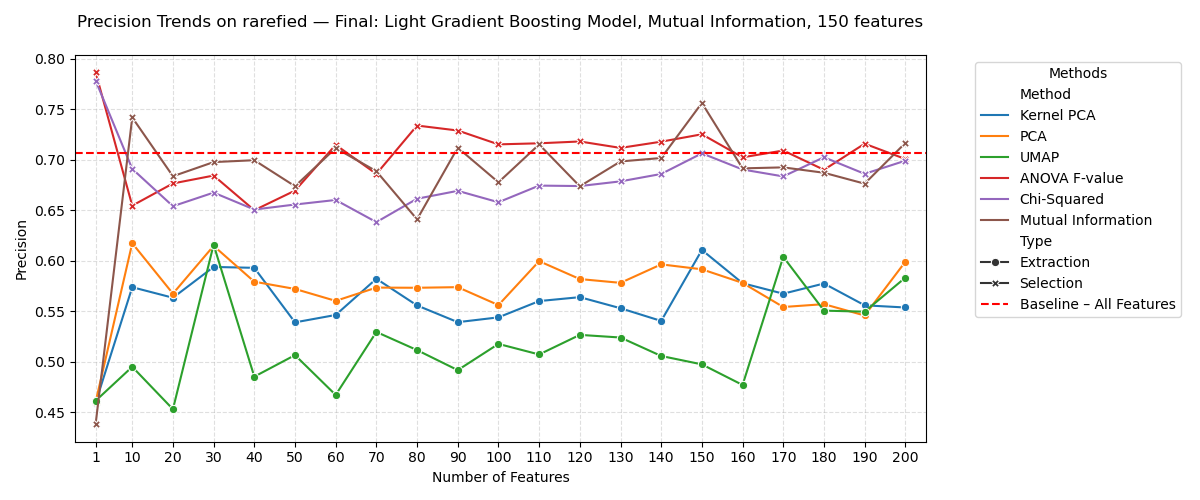 Precision Trends on rarefied — Final: Light Gradient Boosting Model, Mutual Information, 150 features
Precision
0.80
0.75
0.70
0.65
0.60
0.55
0.50
0.45
1 10 20 30 40 50 60 70 80 90 100 110 120 130 140 150 160 170 180 190 200
Number of Features
Methods
Method
Kernel PCA
PCA
UMAP
ANOVA F-value
Chi-Squared
Mutual Information
Type
Extraction
Selection
Baseline – All Features